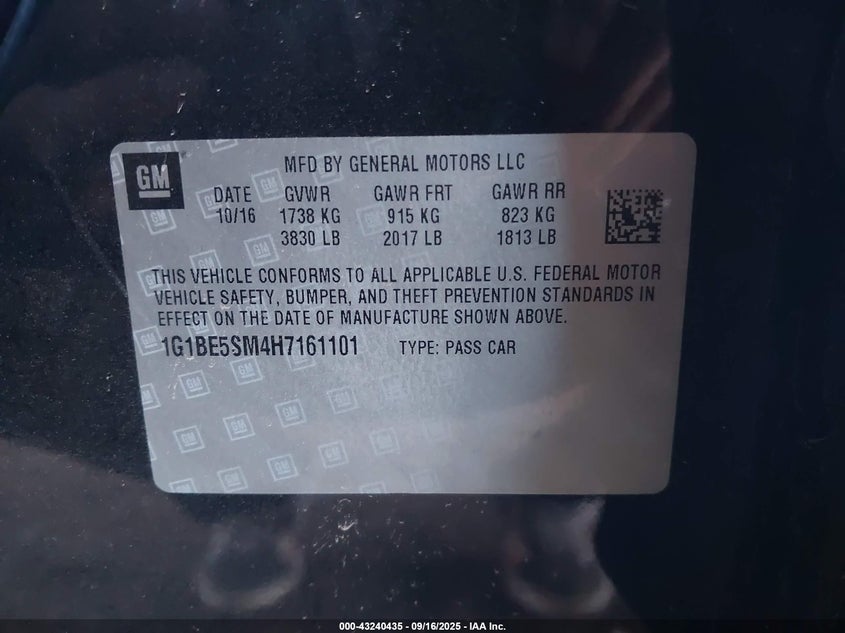 GM
MFD BY GENERAL MOTORS LLC
DATE GVWR GAWR FRT GAWR RR
10/16 1738 KG 915 KG 823 KG
3830 LB 2017 LB 1813 LB
THIS VEHICLE CONFORMS TO ALL APPLICABLE U.S. FEDERAL MOTOR
VEHICLE SAFETY, BUMPER, AND THEFT PREVENTION STANDARDS IN
EFFECT ON THE DATE OF MANUFACTURE SHOWN ABOVE.
1G1BE5SM4H7161101 TYPE: PASS CAR
000-43240435 - 09/16/2025 - IAA Inc.